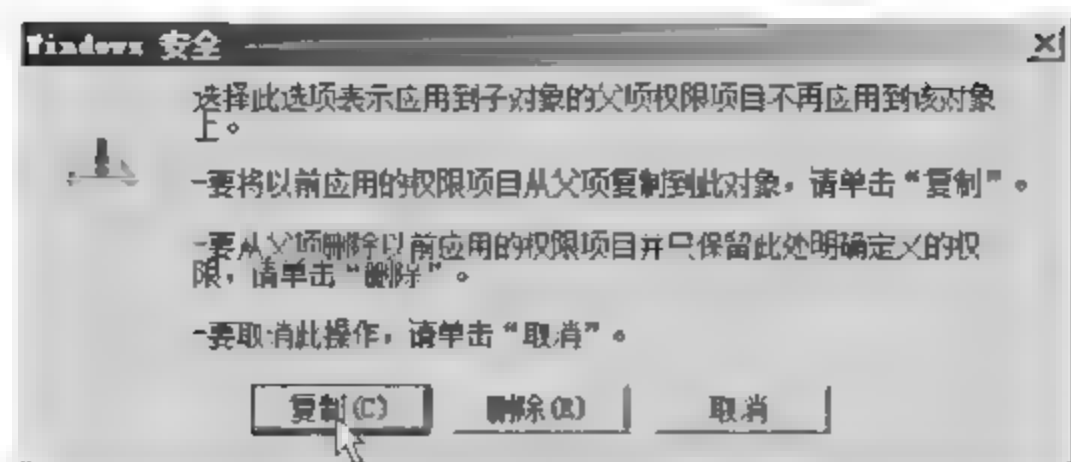 Windows 安全
选择此选项表示应用到子对象的父项权限项目不再应用到该对象
上。
-要将以前应用的权限项目从父项复制到此对象，请单击“复制”。
-要从父项删除以前应用的权限项目并只保留此处明确定义的权
限，请单击“删除”。
-要取消此操作，请单击“取消”。
复制(C) 删除(R) 取消